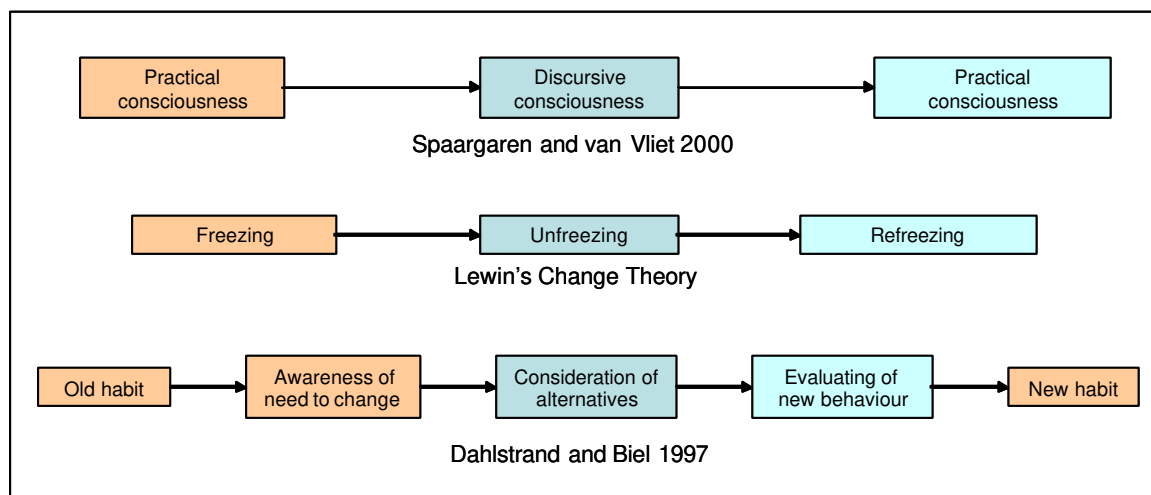 Practical
consciousness
Discursive
consciousness
Practical
consciousness
Spaargaren and van Vliet 2000
Freezing
Unfreezing
Refreezing
Lewin's Change Theory
Old habit
Awareness of
need to change
Consideration of
alternatives
Evaluating of
new behaviour
New habit
Dahlstrand and Biel 1997